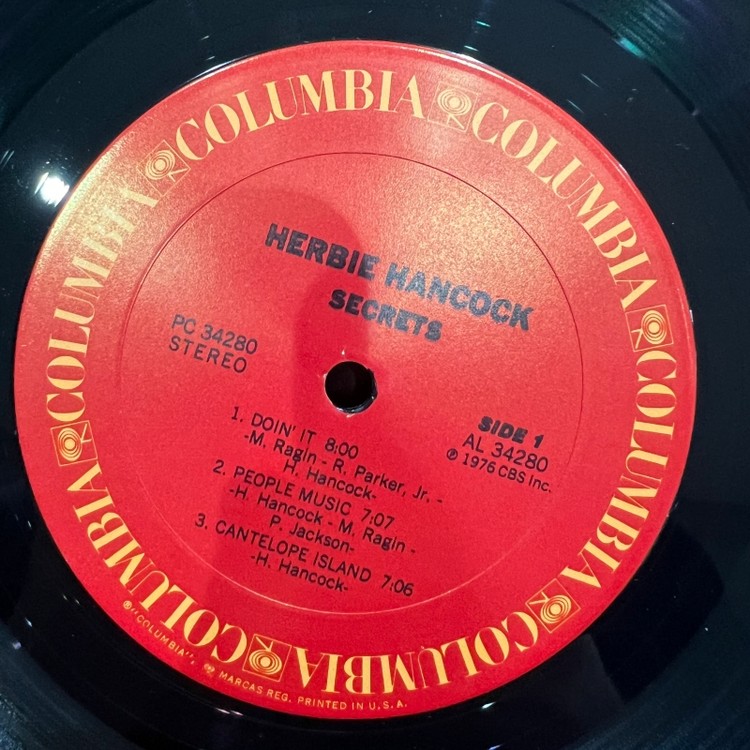 COLUMBIA COLUMBIA COLUMBIA COLUMBIA COLUMBIA COLUMBIA COLUMBIA COLUMBIA
HERBIE HANCOCK
SECRETS
PC 34280
STEREO
SIDE 1
AL 34280
℗ 1976 CBS Inc.
1. DOIN' IT 8:00
-M. Ragin - R. Parker, Jr. -
H. Hancock-
2. PEOPLE MUSIC 7:07
-H. Hancock - M. Ragin -
P. Jackson-
3. CANTELOPE ISLAND 7:06
-H. Hancock-
®"COLUMBIA", MARCAS REG. PRINTED IN U.S.A.